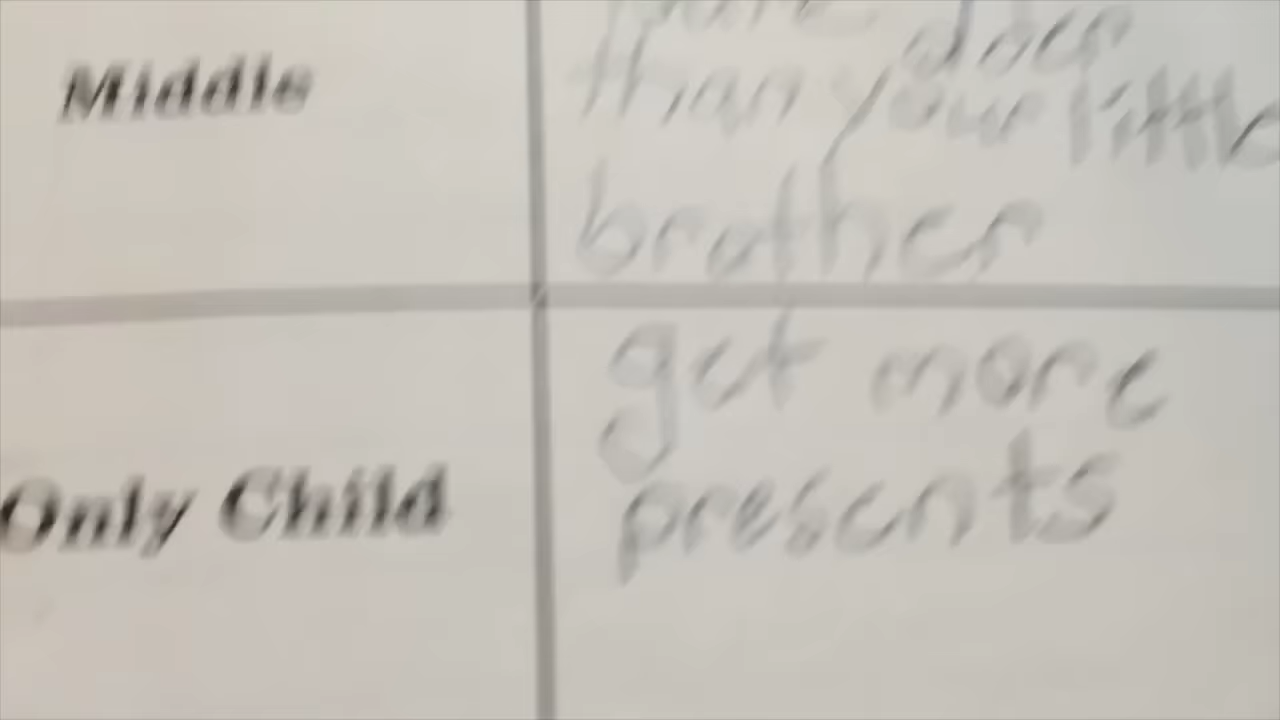 Middle
than your little
brother
Only Child
get more
presents